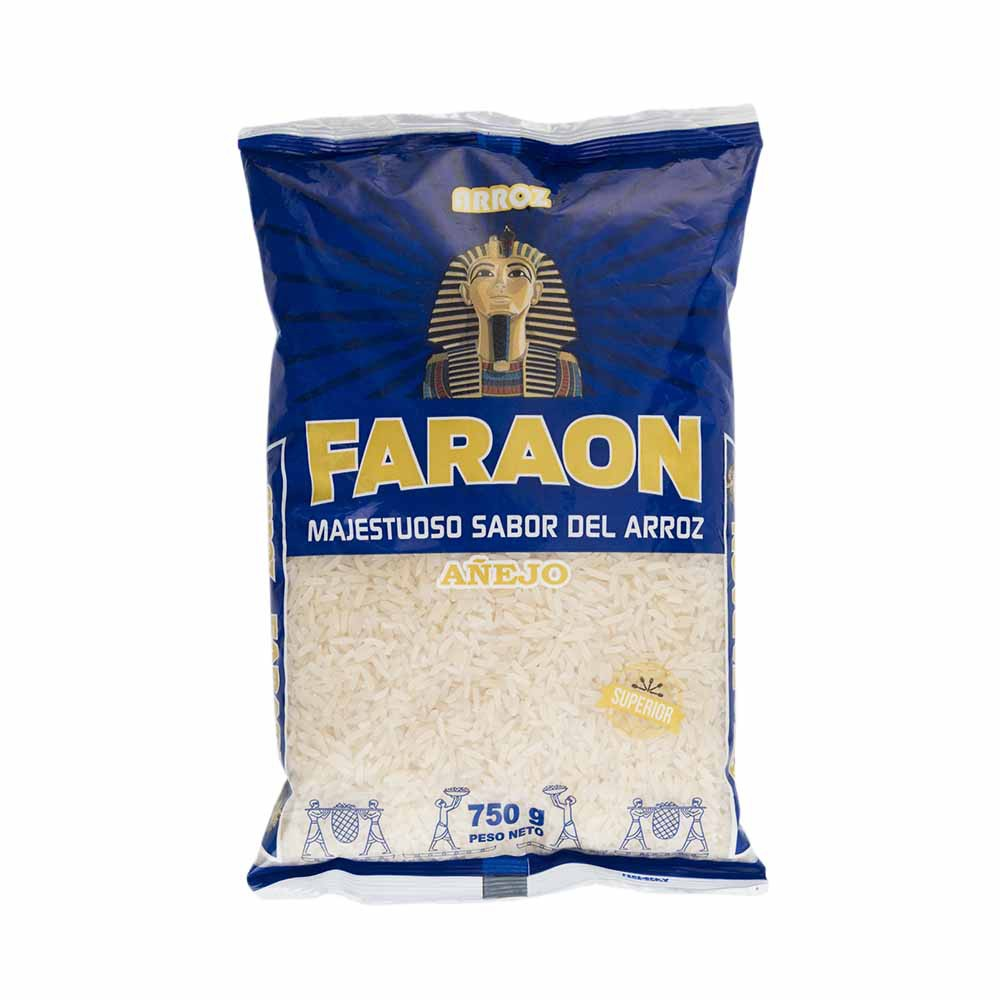 ARROZ
FARAON
MAJESTUOSO SABOR DEL ARROZ
AÑEJO
SUPERIOR
750 g
PESO NETO